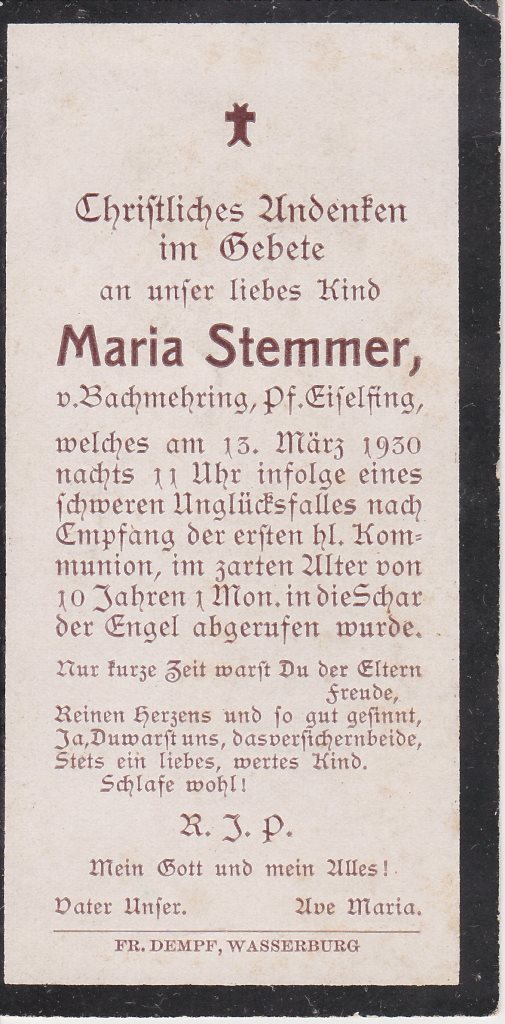 Christliches Andenken
im Gebete
an unser liebes Kind
Maria Stemmer,
v. Bachmehring, Pf. Eiselfing,
welches am 13. März 1930
nachts 11 Uhr infolge eines
schweren Unglücksfalles nach
Empfang der ersten hl. Kom=
munion, im zarten Alter von
10 Jahren 1 Mon. in die Schar
der Engel abgerufen wurde.
Nur kurze Zeit warst Du der Eltern
Freude,
Reinen Herzens und so gut gesinnt,
Ja, Du warst uns, das versichern beide,
Stets ein liebes, wertes Kind.
Schlafe wohl!
R. I. P.
Mein Gott und mein Alles!
Vater Unser. Ave Maria.
FR. DEMPF, WASSERBURG